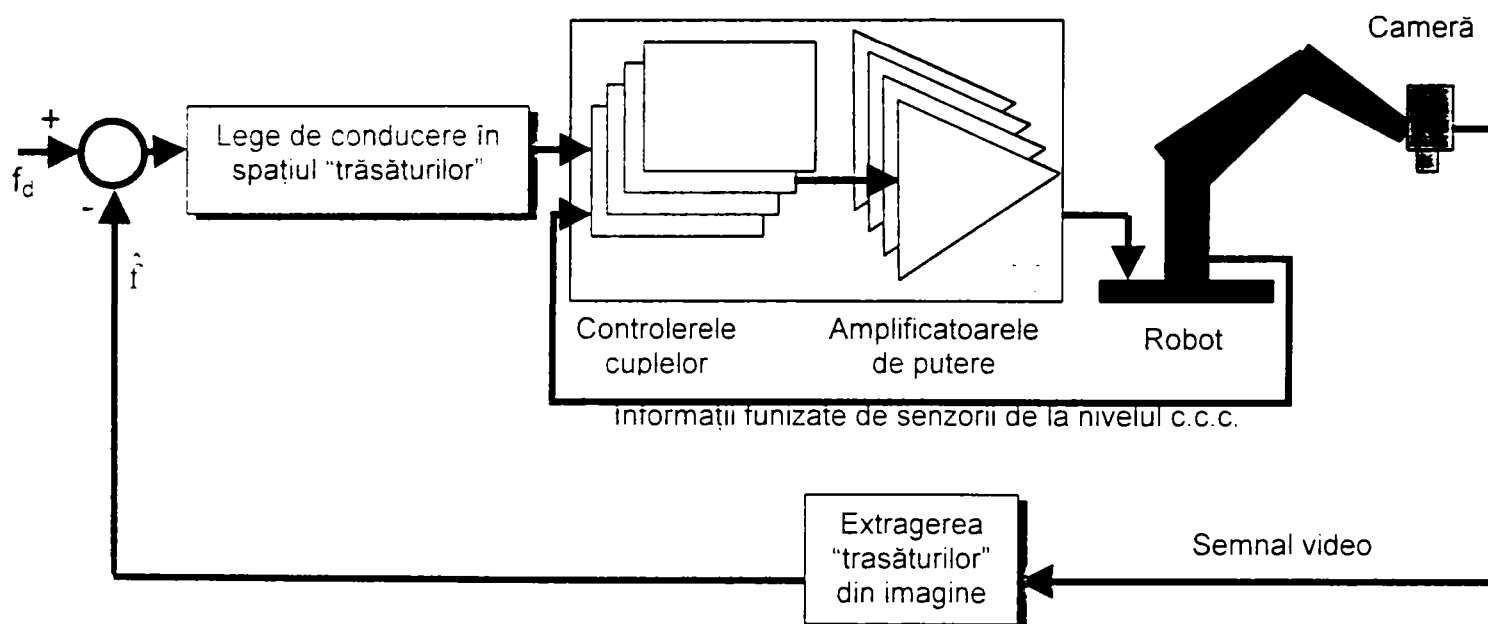 Cameră
+
f_d
-
Lege de conducere în
spațiul “trăsăturilor”
f̂
Controlerele
cuplelor
Amplificatoarele
de putere
Robot
Informații funizate de senzorii de la nivelul c.c.c.
Extragerea
“trasăturilor”
din imagine
Semnal video